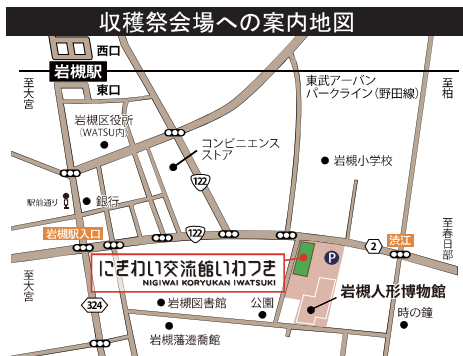 収穫祭会場への案内地図
西口
岩槻駅
東口
至大宮
東武アーバン
パークライン(野田線)
至柏
岩槻区役所
(WATSU内)
コンビニエンス
ストア
岩槻小学校
122
駅前通り
銀行
岩槻駅入口
122
渋江
2
至春日部
至大宮
にぎわい交流館いわつき
NIGIWAI KORYUKAN IWATSUKI
P
岩槻人形博物館
324
岩槻図書館
公園
時の鐘
岩槻藩遷喬館